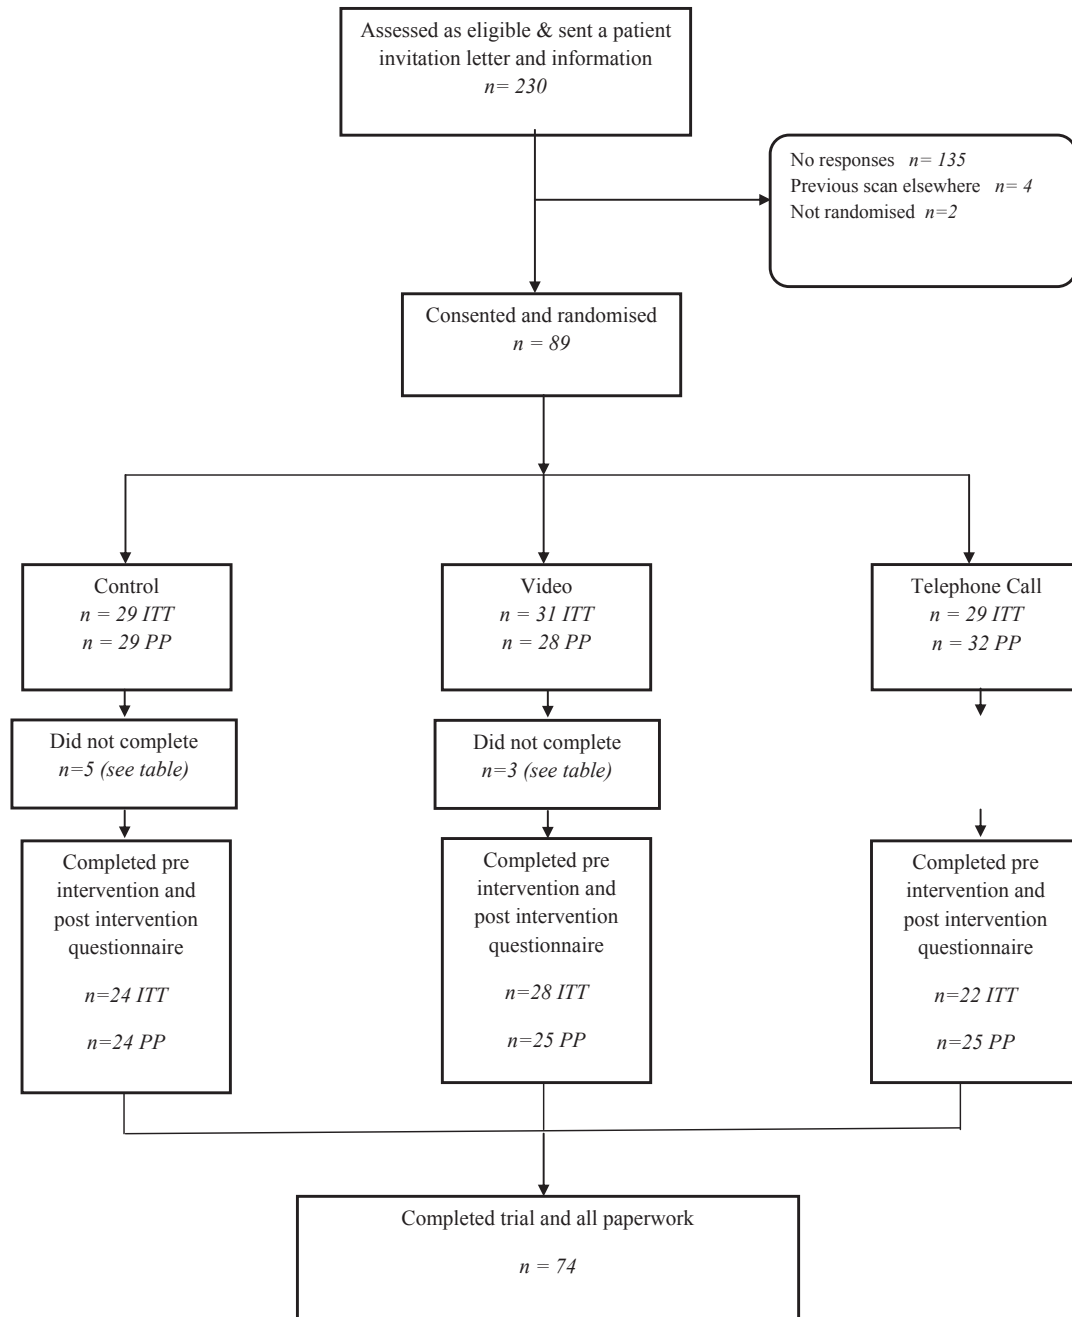 Assessed as eligible & sent a patient
invitation letter and information
n= 230
No responses n= 135
Previous scan elsewhere n= 4
Not randomised n=2
Consented and randomised
n = 89
Control
n = 29 ITT
n = 29 PP
Video
n = 31 ITT
n = 28 PP
Telephone Call
n = 29 ITT
n = 32 PP
Did not complete
n=5 (see table)
Did not complete
n=3 (see table)
Completed pre
intervention and
post intervention
questionnaire
n=24 ITT
n=24 PP
Completed pre
intervention and
post intervention
questionnaire
n=28 ITT
n=25 PP
Completed pre
intervention and
post intervention
questionnaire
n=22 ITT
n=25 PP
Completed trial and all paperwork
n = 74